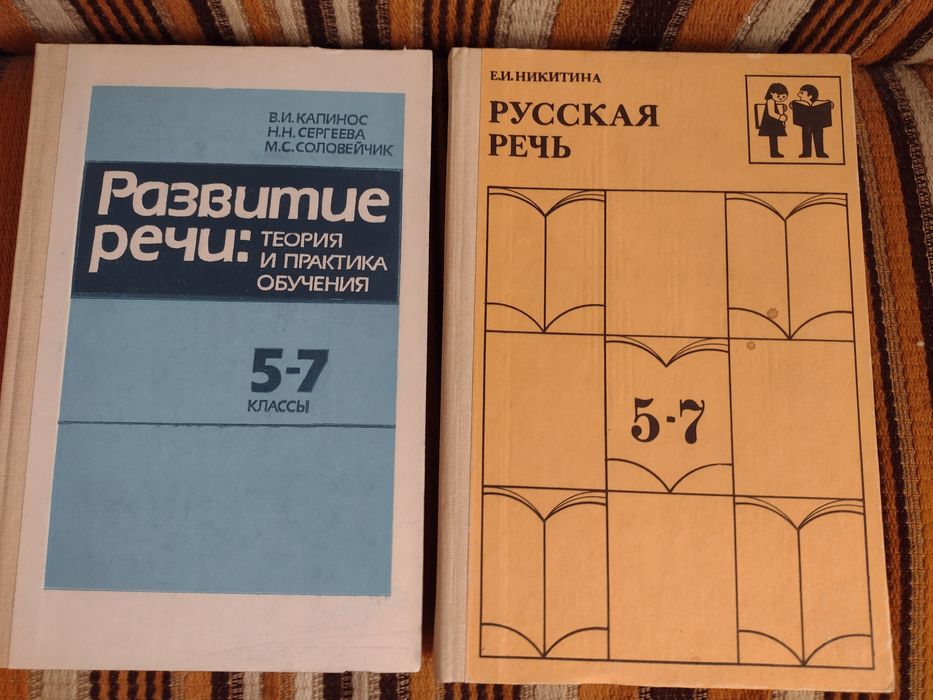 В.И. КАПИНОС
Н.Н. СЕРГЕЕВА
М.С. СОЛОВЕЙЧИК
Развитие
речи: ТЕОРИЯ
И ПРАКТИКА
ОБУЧЕНИЯ
5-7
КЛАССЫ
Е.И.НИКИТИНА
РУССКАЯ
РЕЧЬ
5-7